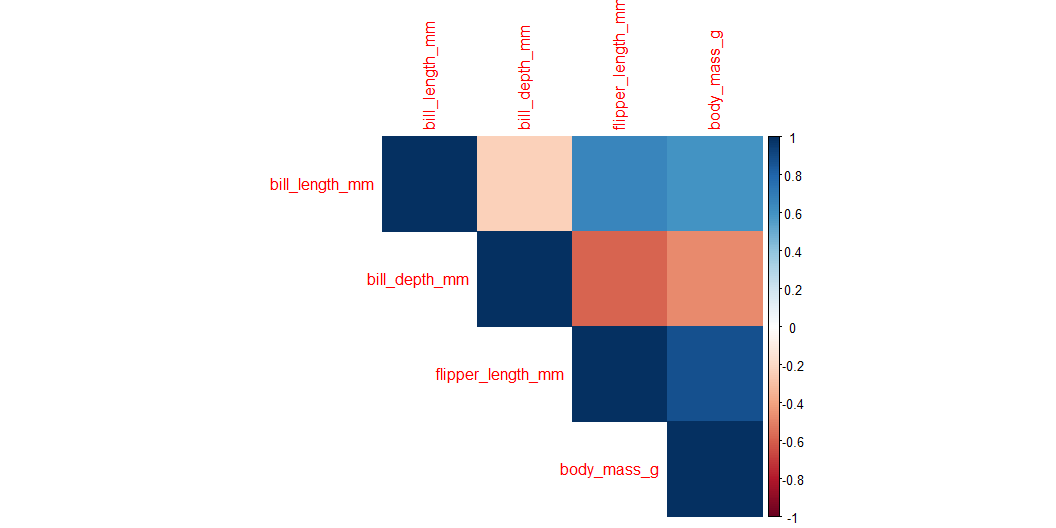 bill_length_mm
bill_depth_mm
flipper_length_mm
body_mass_g
bill_length_mm
bill_depth_mm
flipper_length_mm
body_mass_g
1
0.8
0.6
0.4
0.2
0
-0.2
-0.4
-0.6
-0.8
-1